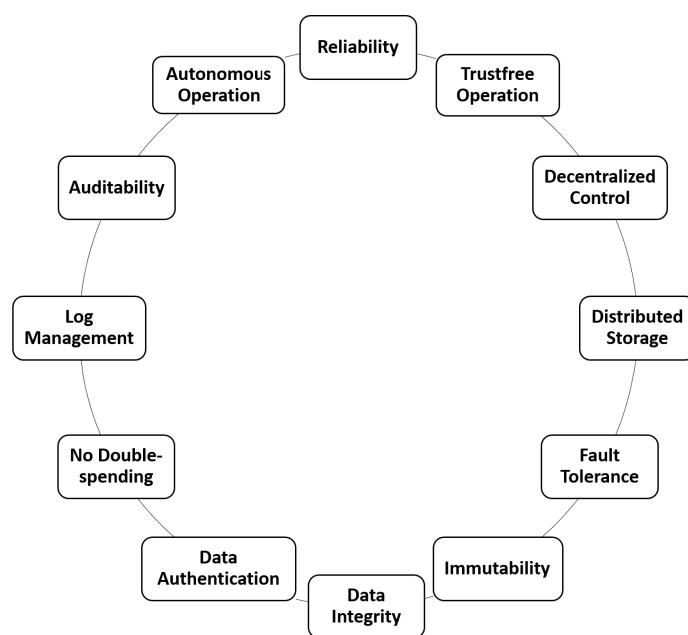 Reliability
Trustfree
Operation
Decentralized
Control
Distributed
Storage
Fault
Tolerance
Immutability
Data
Integrity
Data
Authentication
No Double-
spending
Log
Management
Auditability
Autonomous
Operation